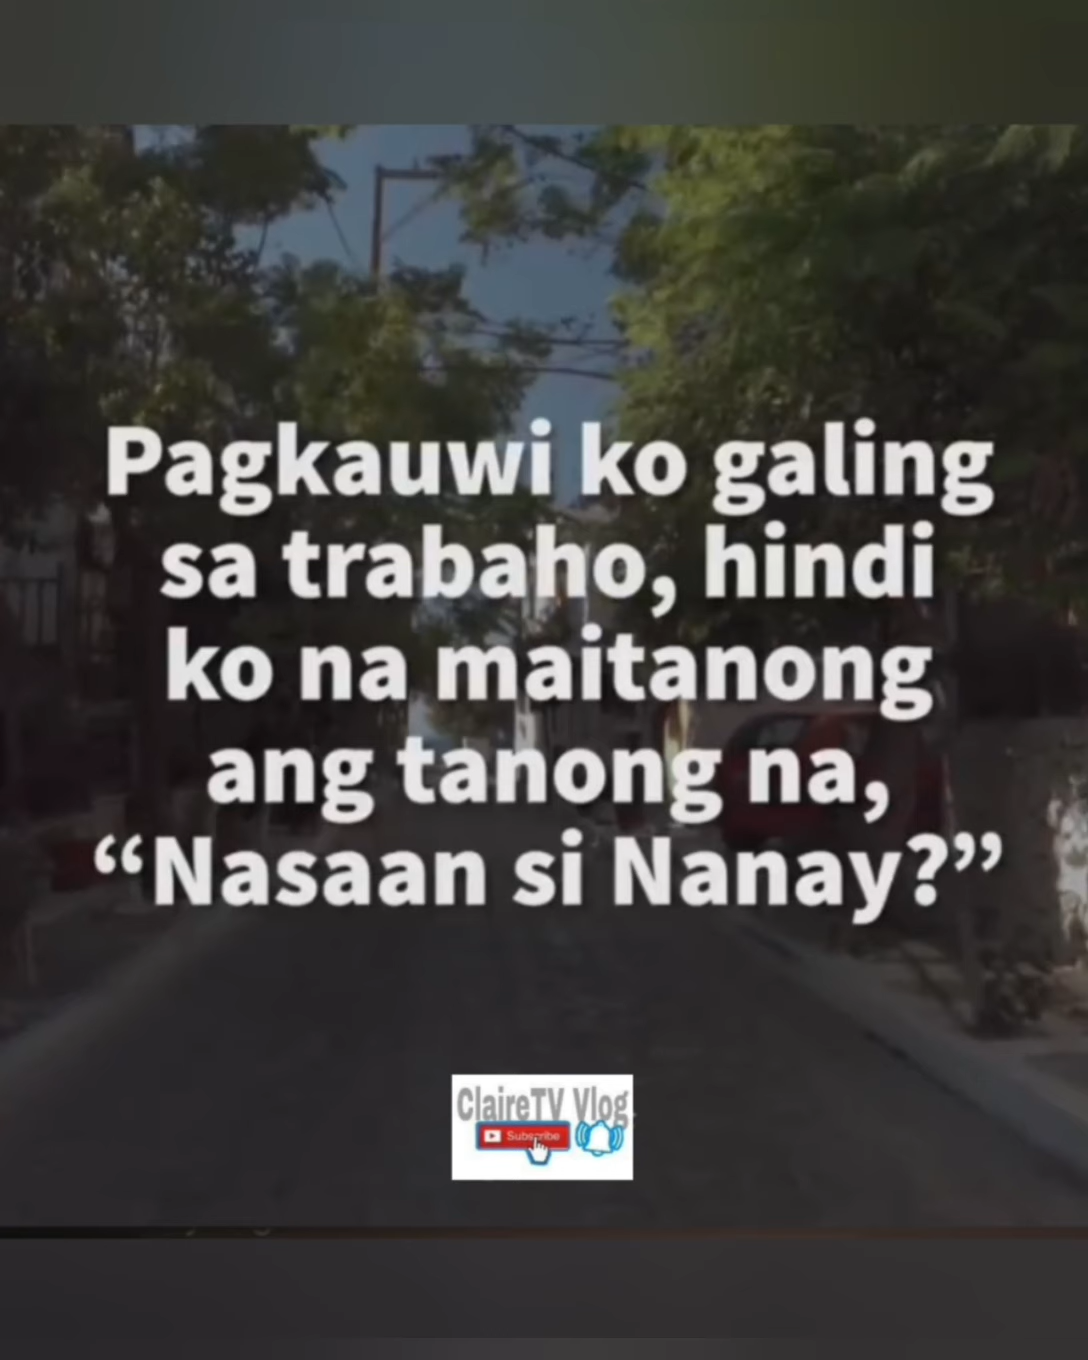 Pagkauwi ko galing
sa trabaho, hindi
ko na maitanong
ang tanong na,
“Nasaan si Nanay?”
ClaireTV Vlog
Subscribe